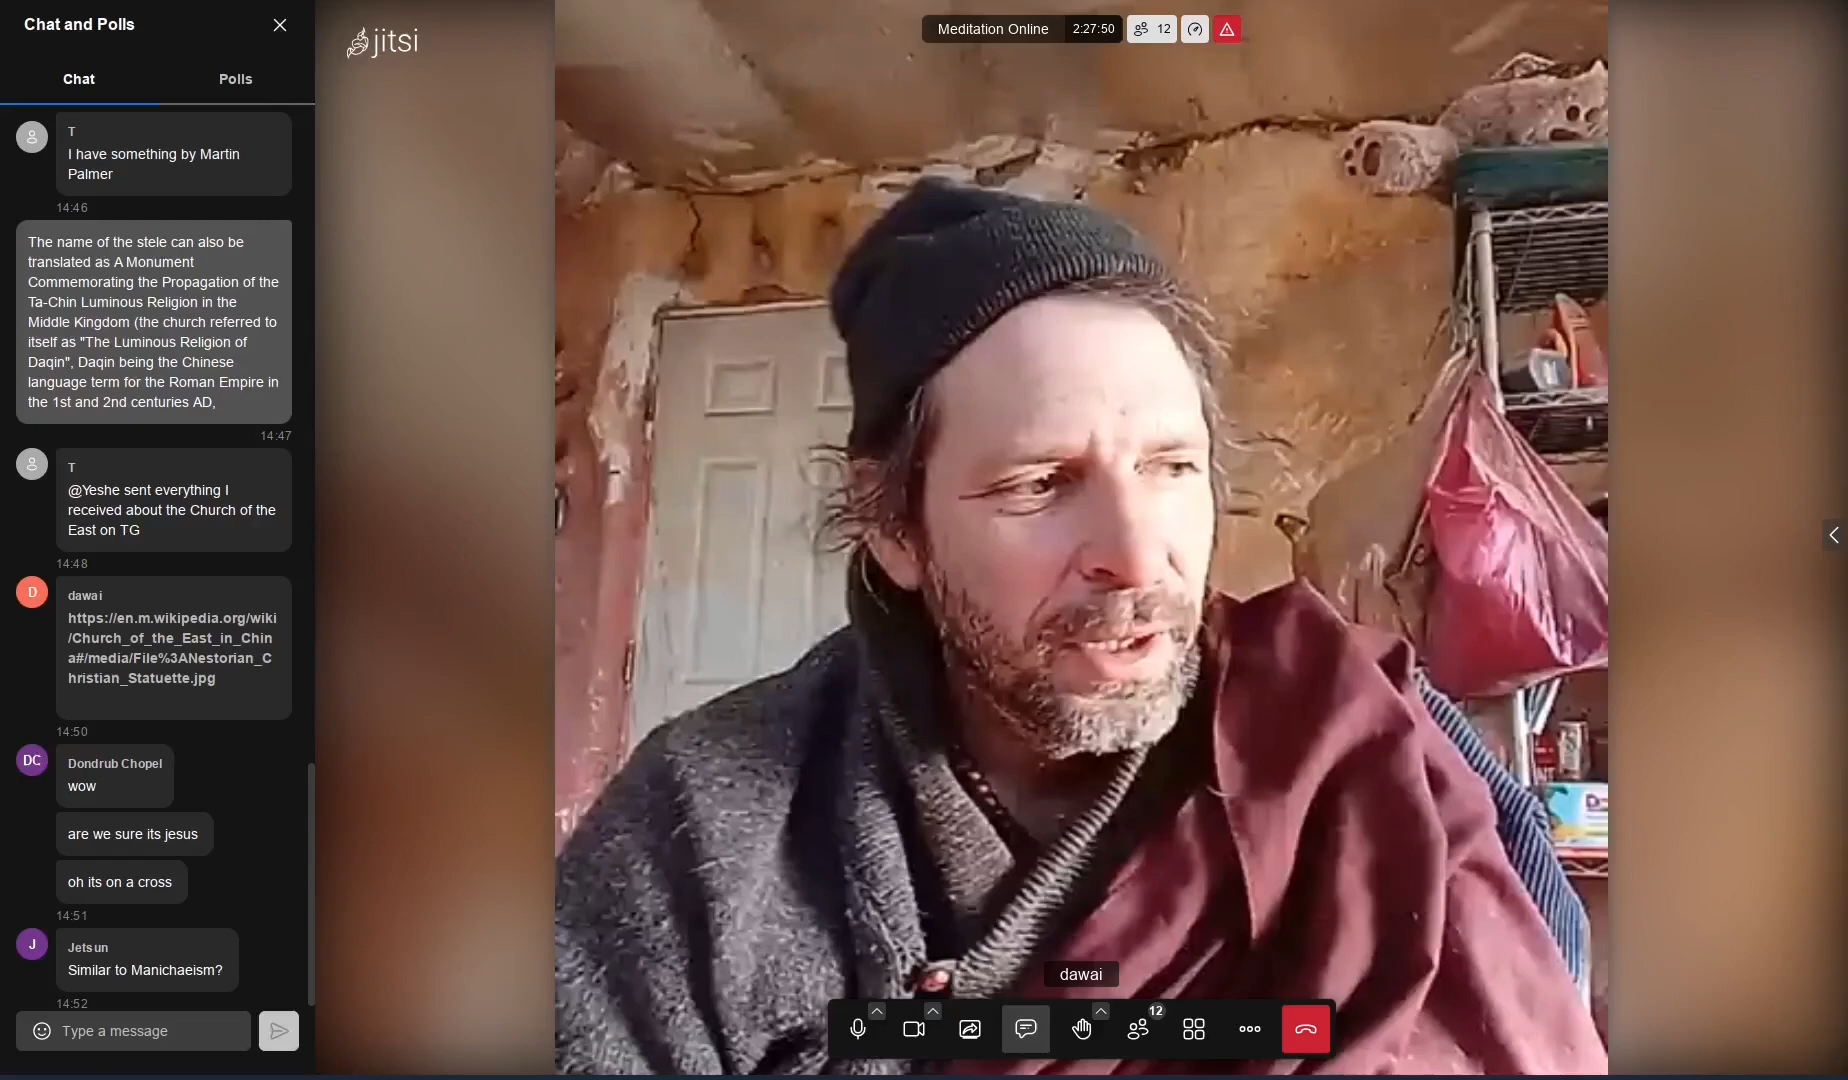 Chat and Polls
Chat
Polls
T
I have something by Martin
Palmer
14:46
The name of the stele can also be
translated as A Monument
Commemorating the Propagation of the
Ta-Chin Luminous Religion in the
Middle Kingdom (the church referred to
itself as "The Luminous Religion of
Daqin", Daqin being the Chinese
language term for the Roman Empire in
the 1st and 2nd centuries AD,
14:47
T
@Yeshe sent everything I
received about the Church of the
East on TG
14:48
D
dawai
https://en.m.wikipedia.org/wiki
/Church_of_the_East_in_Chin
a#/media/File%3ANestorian_C
hristian_Statuette.jpg
14:50
DC
Dondrub Chopel
wow
are we sure its jesus
oh its on a cross
14:51
J
Jetsun
Similar to Manichaeism?
14:52
Type a message
jitsi
Meditation Online
2:27:50
12
dawai
12